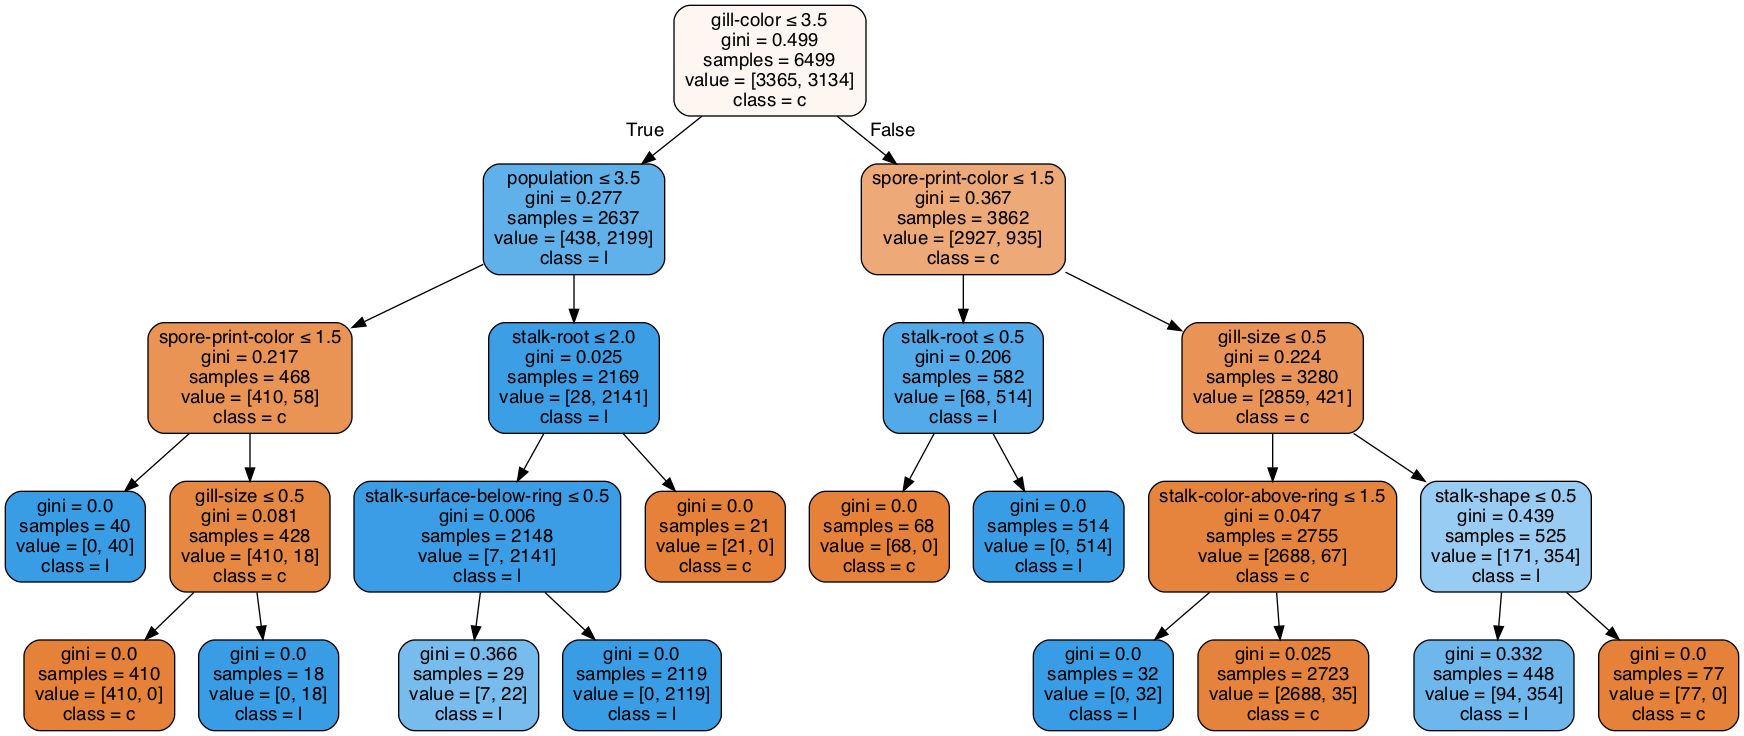 gill-color ≤ 3.5
gini = 0.499
samples = 6499
value = [3365, 3134]
class = c
True
False
population ≤ 3.5
gini = 0.277
samples = 2637
value = [438, 2199]
class = l
spore-print-color ≤ 1.5
gini = 0.367
samples = 3862
value = [2927, 935]
class = c
spore-print-color ≤ 1.5
gini = 0.217
samples = 468
value = [410, 58]
class = c
stalk-root ≤ 2.0
gini = 0.025
samples = 2169
value = [28, 2141]
class = l
stalk-root ≤ 0.5
gini = 0.206
samples = 582
value = [68, 514]
class = l
gill-size ≤ 0.5
gini = 0.224
samples = 3280
value = [2859, 421]
class = c
gini = 0.0
samples = 40
value = [0, 40]
class = l
gill-size ≤ 0.5
gini = 0.081
samples = 428
value = [410, 18]
class = c
stalk-surface-below-ring ≤ 0.5
gini = 0.006
samples = 2148
value = [7, 2141]
class = l
gini = 0.0
samples = 21
value = [21, 0]
class = c
gini = 0.0
samples = 68
value = [68, 0]
class = c
gini = 0.0
samples = 514
value = [0, 514]
class = l
stalk-color-above-ring ≤ 1.5
gini = 0.047
samples = 2755
value = [2688, 67]
class = c
stalk-shape ≤ 0.5
gini = 0.439
samples = 525
value = [171, 354]
class = l
gini = 0.0
samples = 410
value = [410, 0]
class = c
gini = 0.0
samples = 18
value = [0, 18]
class = l
gini = 0.366
samples = 29
value = [7, 22]
class = l
gini = 0.0
samples = 2119
value = [0, 2119]
class = l
gini = 0.0
samples = 32
value = [0, 32]
class = l
gini = 0.025
samples = 2723
value = [2688, 35]
class = c
gini = 0.332
samples = 448
value = [94, 354]
class = l
gini = 0.0
samples = 77
value = [77, 0]
class = c